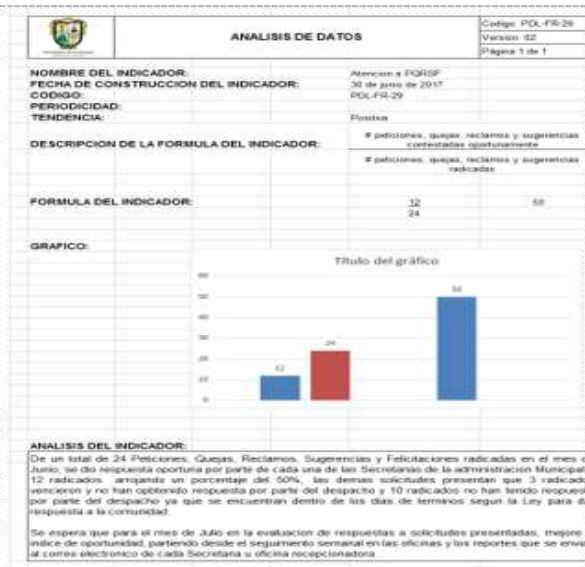 ANALISIS DE DATOS
Codigo: PDL-FR-29
Version: 02
Página 1 de 1
NOMBRE DEL INDICADOR: Atencion a PQRSF
FECHA DE CONSTRUCCION DEL INDICADOR: 30 de junio de 2017
CODIGO: PDL-FR-29
PERIODICIDAD:
TENDENCIA: Positiva
DESCRIPCION DE LA FORMULA DEL INDICADOR:
# peticiones, quejas, reclamos y sugerencias
contestadas oportunamente
# peticiones, quejas, reclamos y sugerencias
radicadas
FORMULA DEL INDICADOR: 12 50
24
GRAFICO:
Título del gráfico
60
50
40
30
20
10
0
12
24
50
ANALISIS DEL INDICADOR:
De un total de 24 Peticiones, Quejas, Reclamos, Sugerencias y Felicitaciones radicadas en el mes
Junio, se dio respuesta oportuna por parte de cada una de las Secretarias de la administracion Municipal
12 radicados arrojando un porcentaje del 50%, las demas solicitudes presentan que 3 radicado
vencieron y no han obtenido respuesta por parte del despacho y 10 radicados no han tenido respues
por parte del despacho ya que se encuentran dentro de los dias de terminos segun la Ley para d
respuesta a la comunidad.
Se espera que para el mes de Julio en la evaluacion de respuestas a solicitudes presentadas, mejore
indice de oportunidad, partiendo desde el seguimiento semanal en las oficinas y los reportes que se envi
al correo electronico de cada Secretaria u oficina recepcionadora